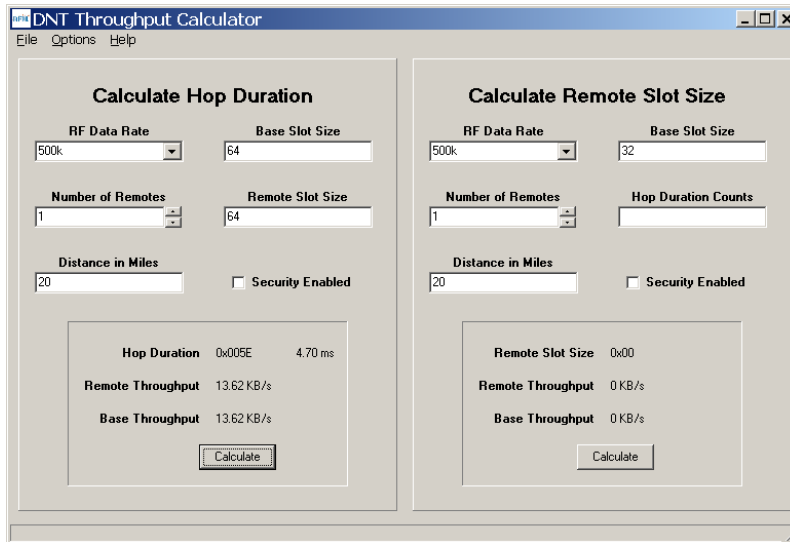 RFM DNT Throughput Calculator
File Options Help
Calculate Hop Duration
RF Data Rate Base Slot Size
500k 64
Number of Remotes Remote Slot Size
1 64
Distance in Miles
20 Security Enabled
Hop Duration 0x005E 4.70 ms
Remote Throughput 13.62 KB/s
Base Throughput 13.62 KB/s
Calculate
Calculate Remote Slot Size
RF Data Rate Base Slot Size
500k 32
Number of Remotes Hop Duration Counts
1
Distance in Miles
20 Security Enabled
Remote Slot Size 0x00
Remote Throughput 0 KB/s
Base Throughput 0 KB/s
Calculate